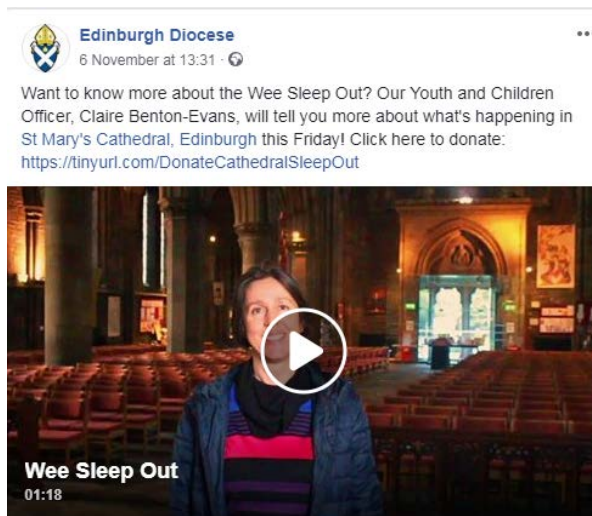 Edinburgh Diocese
6 November at 13:31 ·
Want to know more about the Wee Sleep Out? Our Youth and Children
Officer, Claire Benton-Evans, will tell you more about what's happening in
St Mary's Cathedral, Edinburgh this Friday! Click here to donate:
https://tinyurl.com/DonateCathedralSleepOut
Wee Sleep Out
01:18